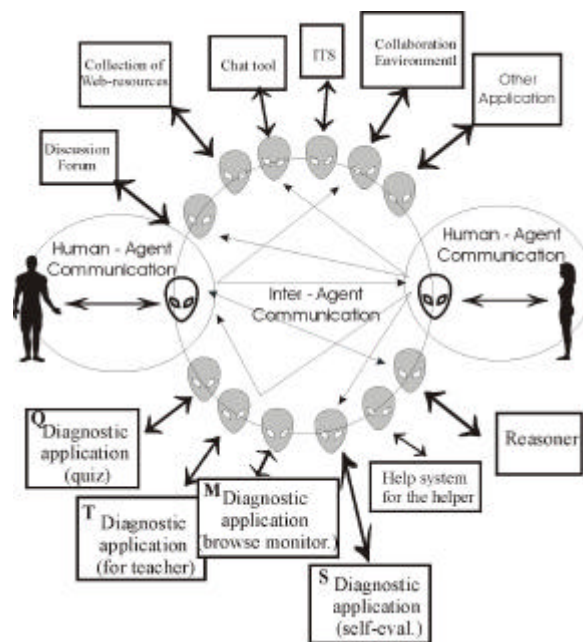 Collection of
Web-resources
Chat tool
ITS
Collaboration
Environmentl
Other
Application
Discussion
Forum
Human - Agent
Communication
Human - Agent
Communication
Inter - Agent
Communication
Q
Diagnostic
application
(quiz)
T
Diagnostic
application
(for teacher)
M
Diagnostic
application
(browse monitor.)
S
Diagnostic
application
(self-eval.)
Help system
for the helper
Reasoner